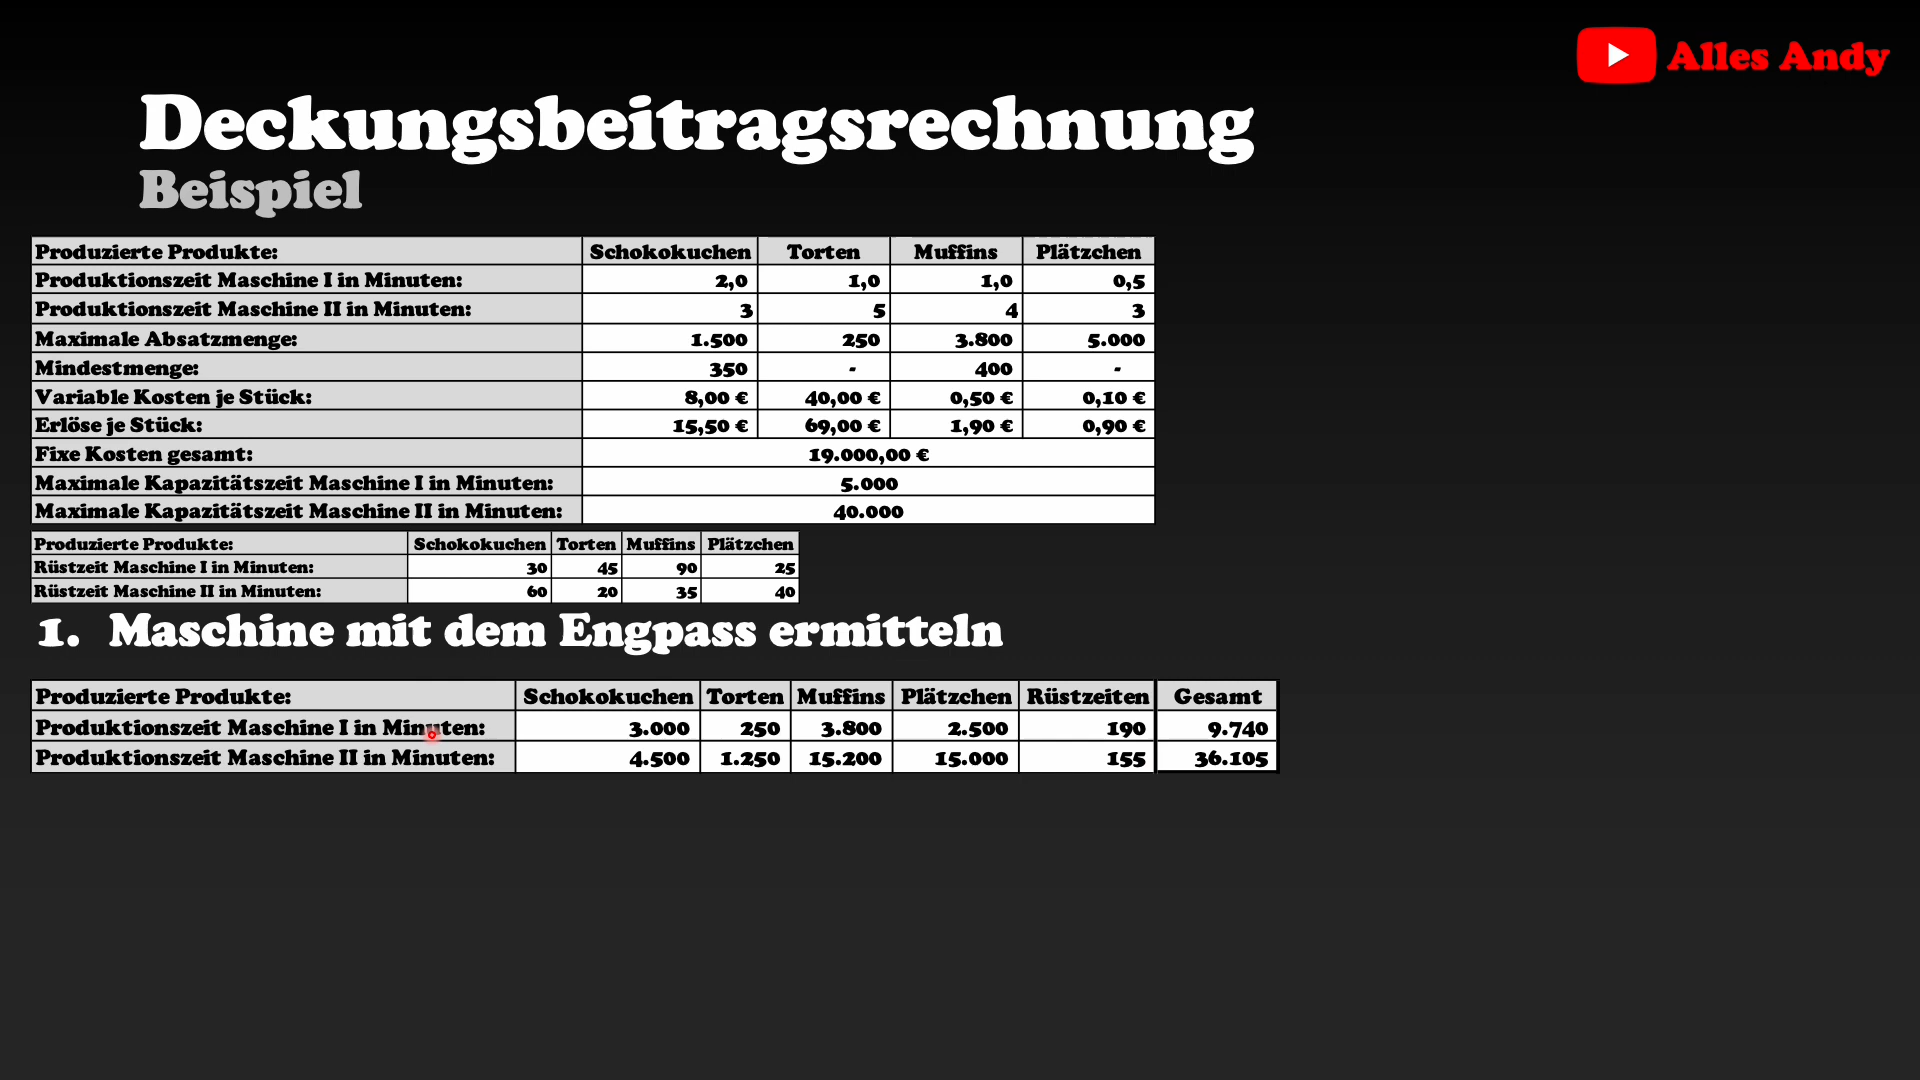 Alles Andy
Deckungsbeitragsrechnung
Beispiel
Produzierte Produkte: Schokokuchen Torten Muffins Plätzchen
Produktionszeit Maschine I in Minuten: 2,0 1,0 1,0 0,5
Produktionszeit Maschine II in Minuten: 3 5 4 3
Maximale Absatzmenge: 1.500 250 3.800 5.000
Mindestmenge: 350 - 400 -
Variable Kosten je Stück: 8,00 € 40,00 € 0,50 € 0,10 €
Erlöse je Stück: 15,50 € 69,00 € 1,90 € 0,90 €
Fixe Kosten gesamt: 19.000,00 €
Maximale Kapazitätszeit Maschine I in Minuten: 5.000
Maximale Kapazitätszeit Maschine II in Minuten: 40.000
Produzierte Produkte: Schokokuchen Torten Muffins Plätzchen
Rüstzeit Maschine I in Minuten: 30 45 90 25
Rüstzeit Maschine II in Minuten: 60 20 35 40
1. Maschine mit dem Engpass ermitteln
Produzierte Produkte: Schokokuchen Torten Muffins Plätzchen Rüstzeiten Gesamt
Produktionszeit Maschine I in Minuten: 3.000 250 3.800 2.500 190 9.740
Produktionszeit Maschine II in Minuten: 4.500 1.250 15.200 15.000 155 36.105